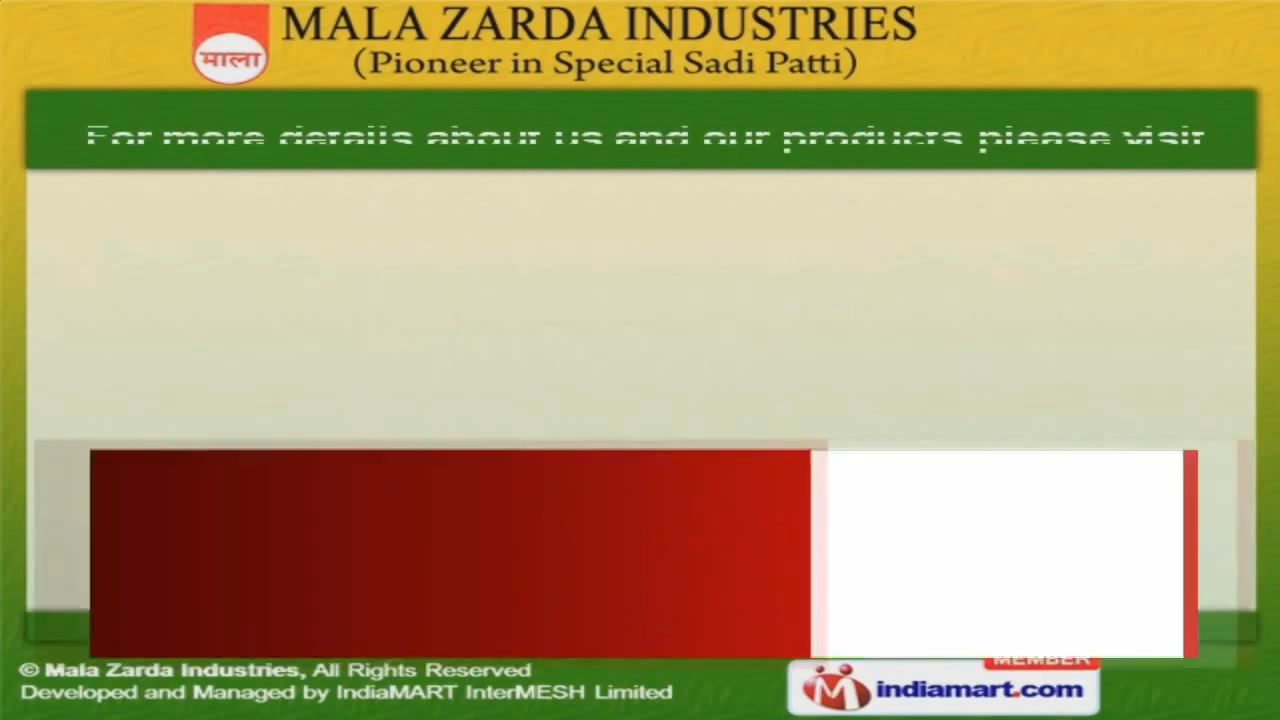 माला
MALA ZARDA INDUSTRIES
(Pioneer in Special Sadi Patti)
For more details about us and our products please visit
© Mala Zarda Industries, All Rights Reserved
Developed and Managed by IndiaMART InterMESH Limited
MEMBER
indiamart.com